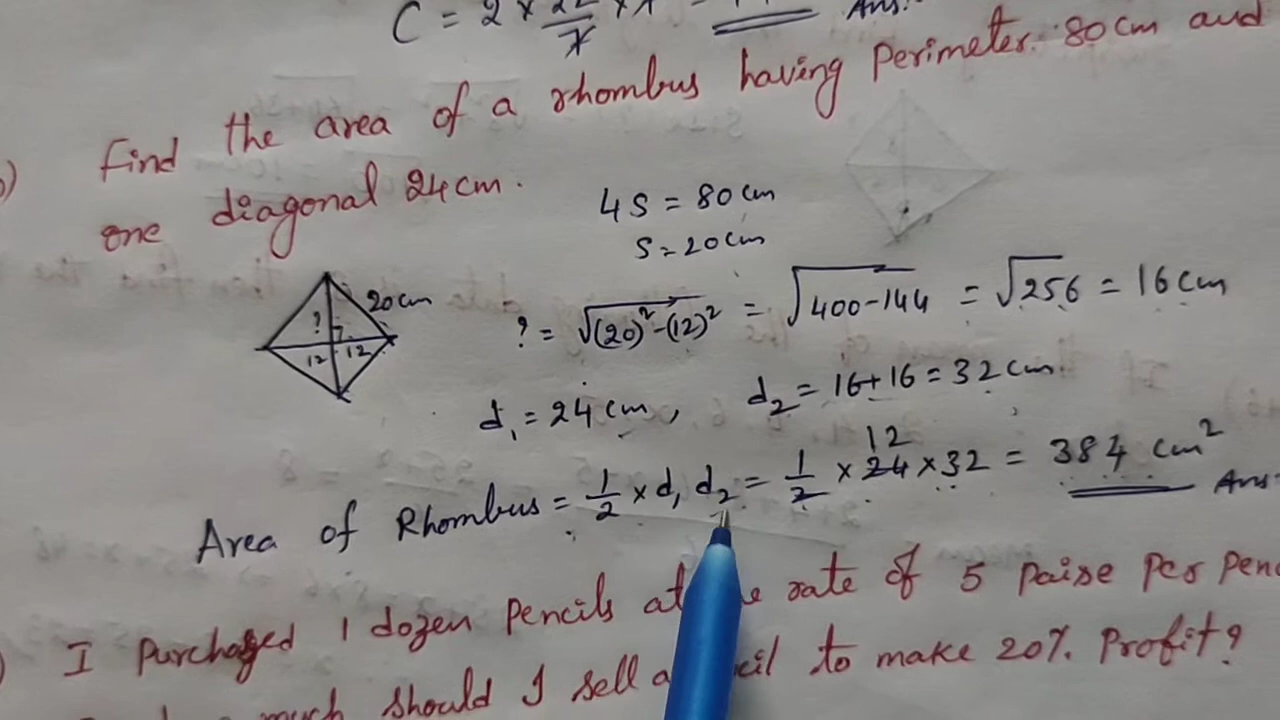 C = 2 × 22/7 × 7
Ans.
Find the area of a rhombus having Perimeter 80cm and
one diagonal 24cm.
4S = 80cm
S = 20cm
20cm
?
12 12
? = √(20)² - (12)² = √400-144 = √256 = 16cm
d₁ = 24cm, d₂ = 16+16 = 32cm
12
Area of Rhombus = 1/2 × d₁ d₂ = 1/2 × 24 × 32 = 384 cm²
Ans.
I Purchased 1 dozen Pencils at rate of 5 Paise Per
much should I sell a to make 20% Profit?